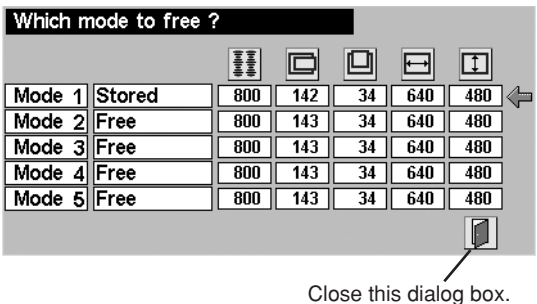 Which mode to free ?
Mode 1 Stored 800 142 34 640 480
Mode 2 Free 800 143 34 640 480
Mode 3 Free 800 143 34 640 480
Mode 4 Free 800 143 34 640 480
Mode 5 Free 800 143 34 640 480
Close this dialog box.